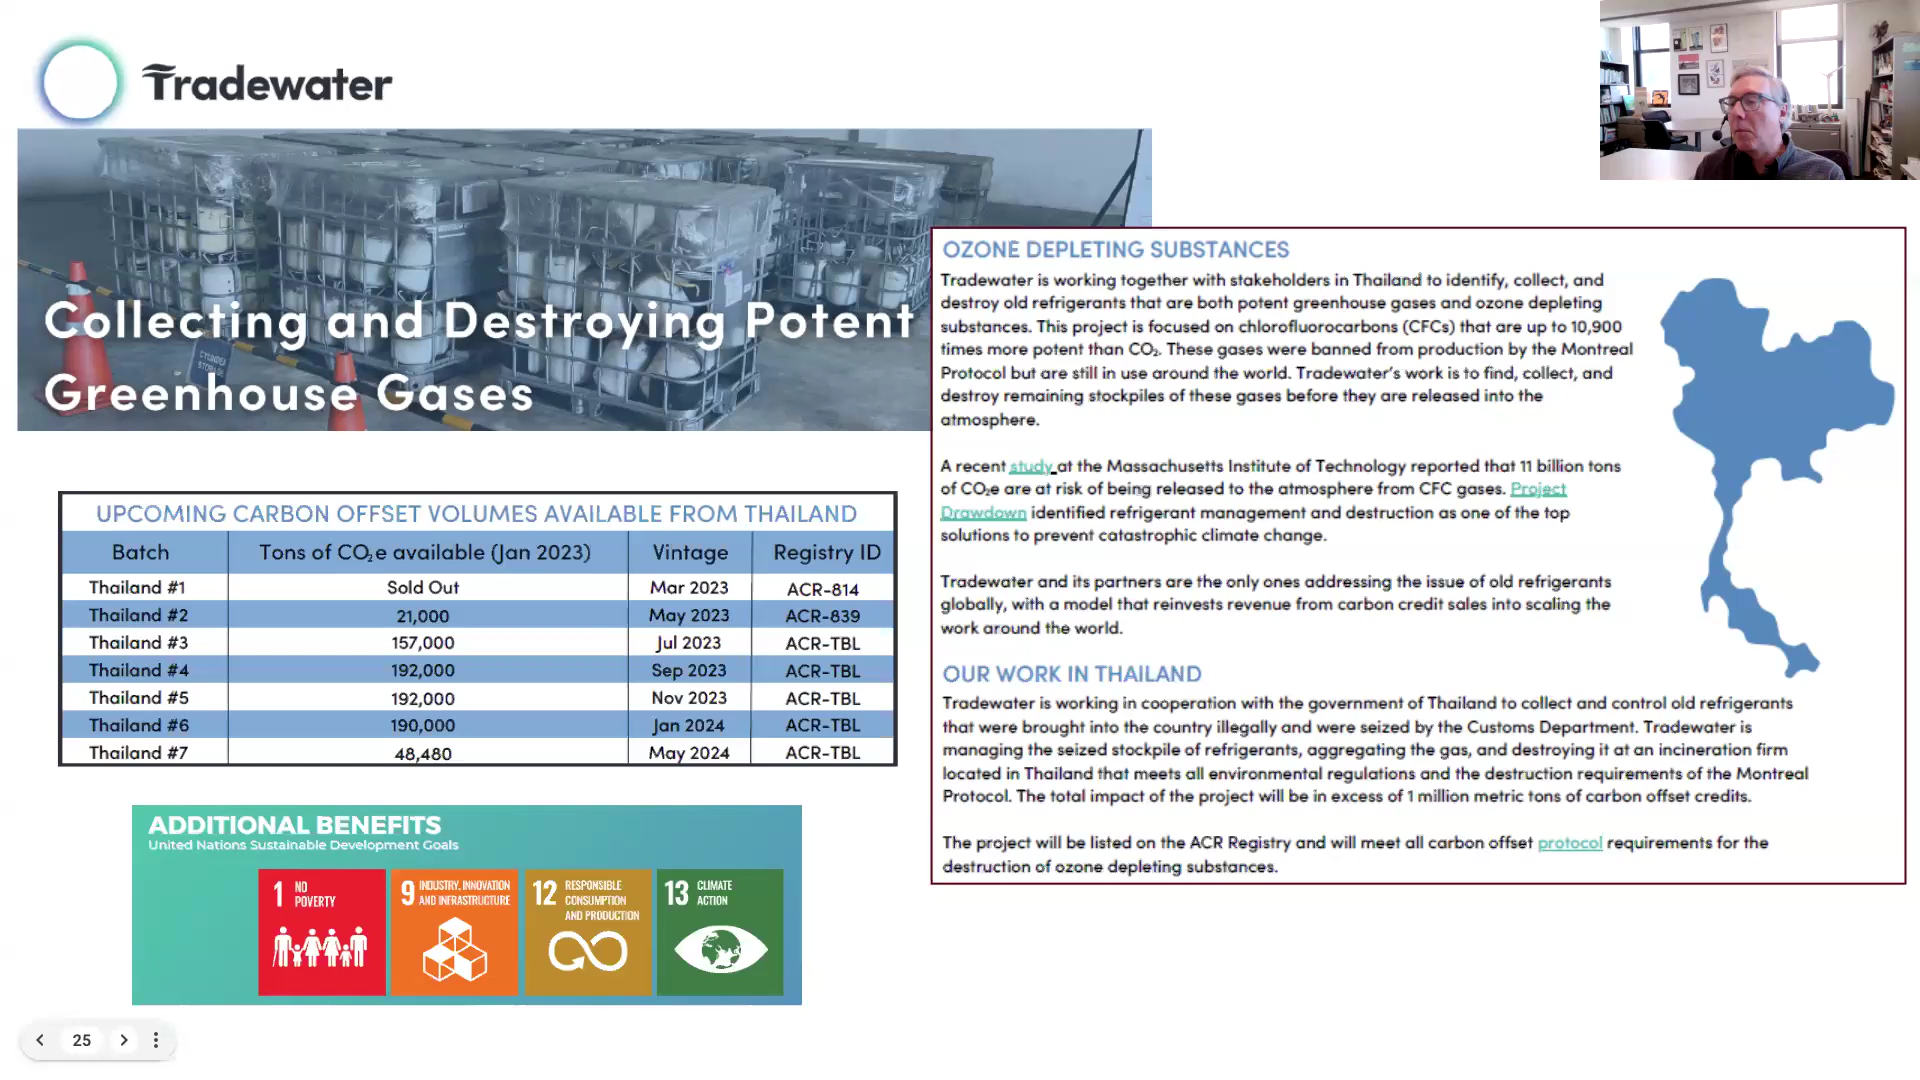 Tradewater
Collecting and Destroying Potent
Greenhouse Gases
CYLINDER
STORAGE
UPCOMING CARBON OFFSET VOLUMES AVAILABLE FROM THAILAND
Batch Tons of CO₂e available (Jan 2023) Vintage Registry ID
Thailand #1 Sold Out Mar 2023 ACR-814
Thailand #2 21,000 May 2023 ACR-839
Thailand #3 157,000 Jul 2023 ACR-TBL
Thailand #4 192,000 Sep 2023 ACR-TBL
Thailand #5 192,000 Nov 2023 ACR-TBL
Thailand #6 190,000 Jan 2024 ACR-TBL
Thailand #7 48,480 May 2024 ACR-TBL
ADDITIONAL BENEFITS
United Nations Sustainable Development Goals
1 NO
POVERTY
9 INDUSTRY, INNOVATION
AND INFRASTRUCTURE
12 RESPONSIBLE
CONSUMPTION
AND PRODUCTION
13 CLIMATE
ACTION
OZONE DEPLETING SUBSTANCES
Tradewater is working together with stakeholders in Thailand to identify, collect, and
destroy old refrigerants that are both potent greenhouse gases and ozone depleting
substances. This project is focused on chlorofluorocarbons (CFCs) that are up to 10,900
times more potent than CO₂. These gases were banned from production by the Montreal
Protocol but are still in use around the world. Tradewater's work is to find, collect, and
destroy remaining stockpiles of these gases before they are released into the
atmosphere.
A recent study at the Massachusetts Institute of Technology reported that 11 billion tons
of CO₂e are at risk of being released to the atmosphere from CFC gases. Project
Drawdown identified refrigerant management and destruction as one of the top
solutions to prevent catastrophic climate change.
Tradewater and its partners are the only ones addressing the issue of old refrigerants
globally, with a model that reinvests revenue from carbon credit sales into scaling the
work around the world.
OUR WORK IN THAILAND
Tradewater is working in cooperation with the government of Thailand to collect and control old refrigerants
that were brought into the country illegally and were seized by the Customs Department. Tradewater is
managing the seized stockpile of refrigerants, aggregating the gas, and destroying it at an incineration firm
located in Thailand that meets all environmental regulations and the destruction requirements of the Montreal
Protocol. The total impact of the project will be in excess of 1 million metric tons of carbon offset credits.
The project will be listed on the ACR Registry and will meet all carbon offset protocol requirements for the
destruction of ozone depleting substances.
25